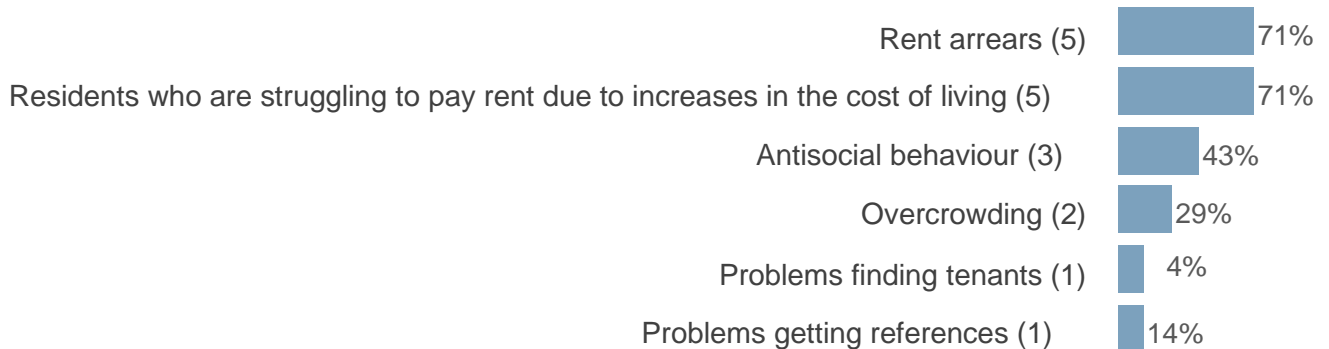 Rent arrears (5) 71%
Residents who are struggling to pay rent due to increases in the cost of living (5) 71%
Antisocial behaviour (3) 43%
Overcrowding (2) 29%
Problems finding tenants (1) 4%
Problems getting references (1) 14%